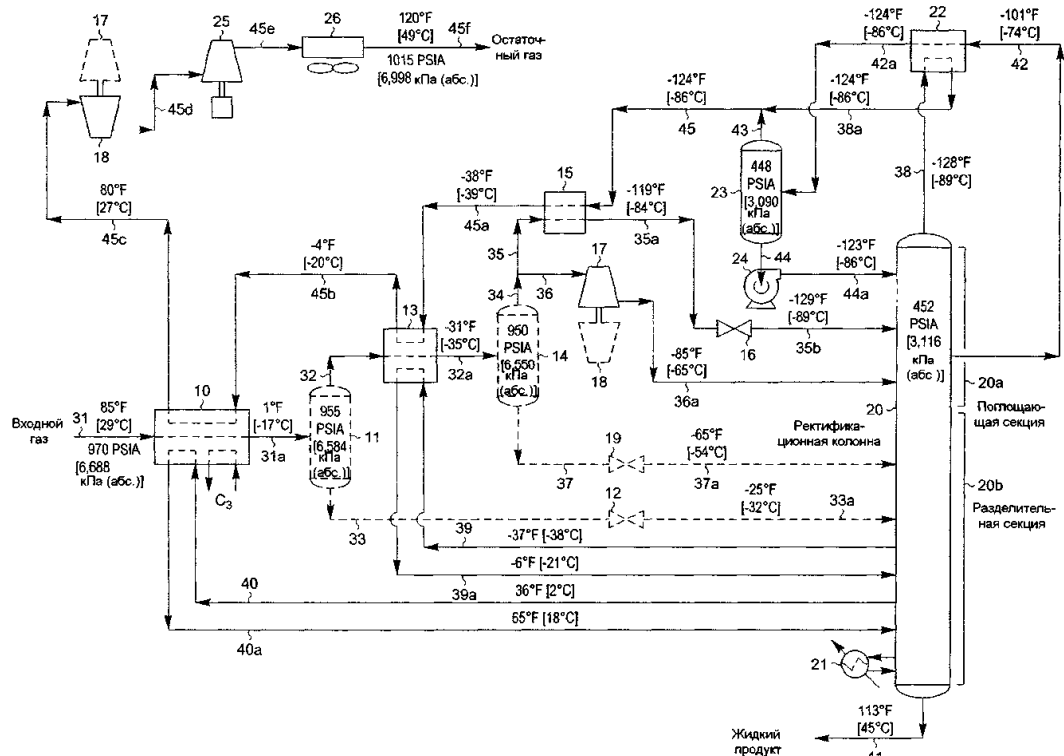 17
25
45e
26
120°F
[49°C]
45f
Остаточ-
ный газ
1015 PSIA
[6,998 кПа (абс.)]
45d
18
-124°F
[-86°C]
42a
22
-101°F
[-74°C]
42
-124°F
[-86°C]
45
43
-124°F
[-86°C]
38a
38
-128°F
[-89°C]
80°F
[27°C]
45c
-38°F
[-39°C]
45a
15
-119°F
[-84°C]
35a
23
448
PSIA
[3,090
кПа
(абс.)]
44
24
-123°F
[-86°C]
44a
-4°F
[-20°C]
45b
35
34
36
17
13
-31°F
[-35°C]
32a
950
PSIA
[6,550
кПа
(абс.)]
14
18
16
-129°F
[-89°C]
35b
452
PSIA
[3,116
кПа
(абс.)]
-85°F
[-65°C]
36a
20
20a
Поглощаю-
щая секция
32
Входной
газ
31
85°F
[29°C]
970 PSIA
[6,688
кПа (абс.)]
10
1°F
[-17°C]
31a
955
PSIA
[6,584
кПа
(абс.)]
11
C3
Ректифика-
ционная колонна
37
19
-65°F
[-54°C]
37a
20b
Разделитель-
ная секция
33
12
-25°F
[-32°C]
33a
39
-37°F [-38°C]
-6°F [-21°C]
39a
40
36°F [2°C]
65°F [18°C]
40a
21
113°F
[45°C]
Жидкий
продукт
41